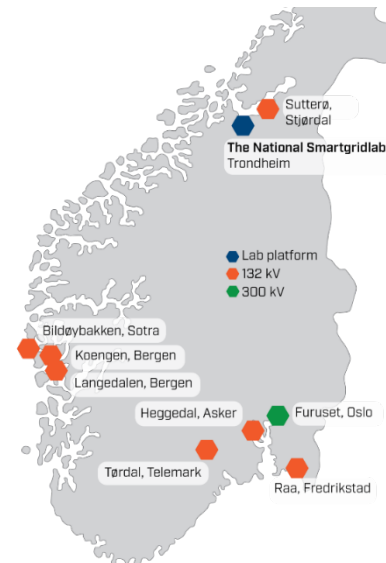 Sutterø,
Stjørdal
The National Smartgridlab
Trondheim
Lab platform
132 kV
300 kV
Bildøybakken, Sotra
Koengen, Bergen
Langedalen, Bergen
Heggedal, Asker
Furuset, Oslo
Tørdal, Telemark
Raa, Fredrikstad